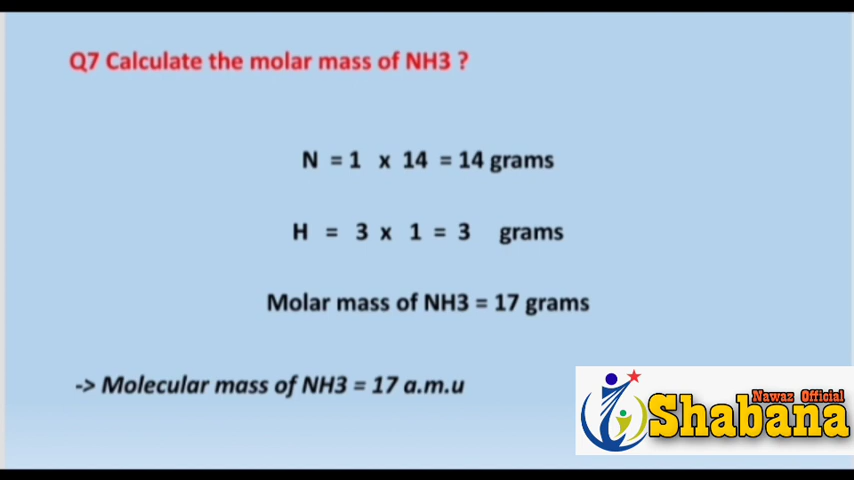 Q7 Calculate the molar mass of NH3 ?
N = 1 x 14 = 14 grams
H = 3 x 1 = 3 grams
Molar mass of NH3 = 17 grams
-> Molecular mass of NH3 = 17 a.m.u
Nawaz Official
Shabana